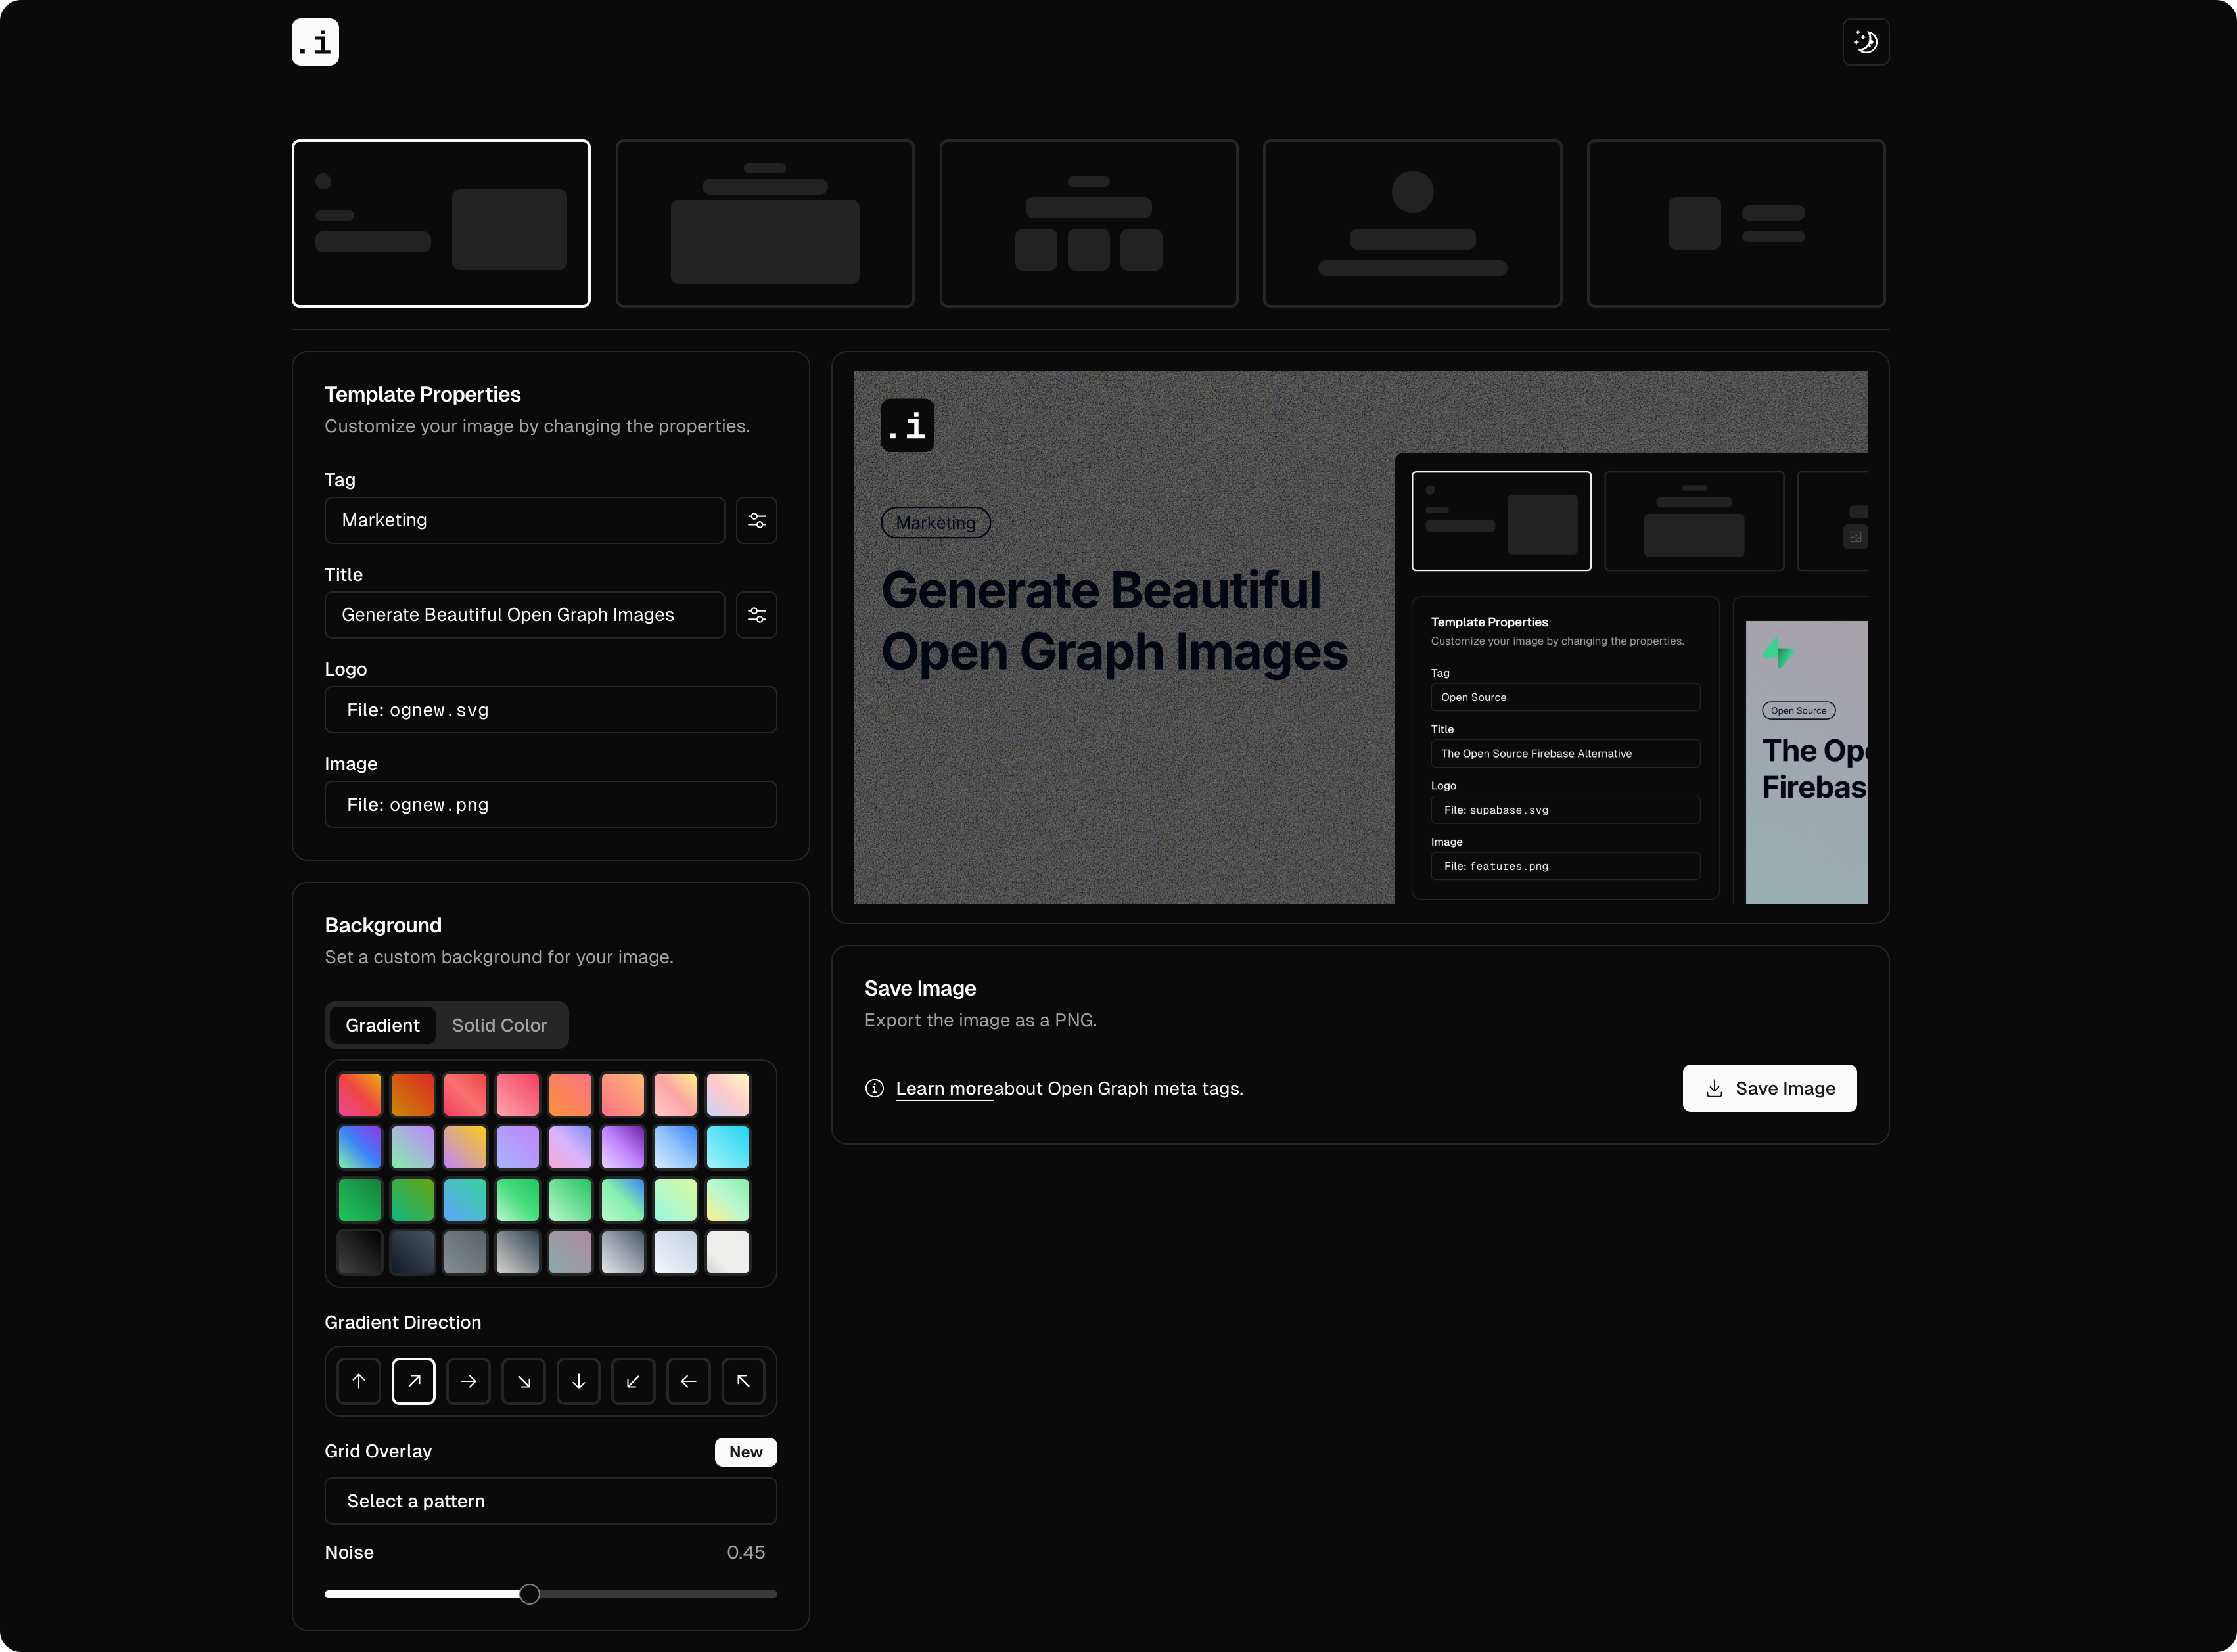 .i
Template Properties
Customize your image by changing the properties.
Tag
Marketing
Title
Generate Beautiful Open Graph Images
Logo
File: ognew.svg
Image
File: ognew.png
Background
Set a custom background for your image.
Gradient Solid Color
Gradient Direction
Grid Overlay New
Select a pattern
Noise 0.45
.i
Marketing
Generate Beautiful
Open Graph Images
Template Properties
Customize your image by changing the properties.
Tag
Open Source
Title
The Open Source Firebase Alternative
Logo
File: supabase.svg
Image
File: features.png
Open Source
The Ope
Firebas
Save Image
Export the image as a PNG.
Learn moreabout Open Graph meta tags.
Save Image